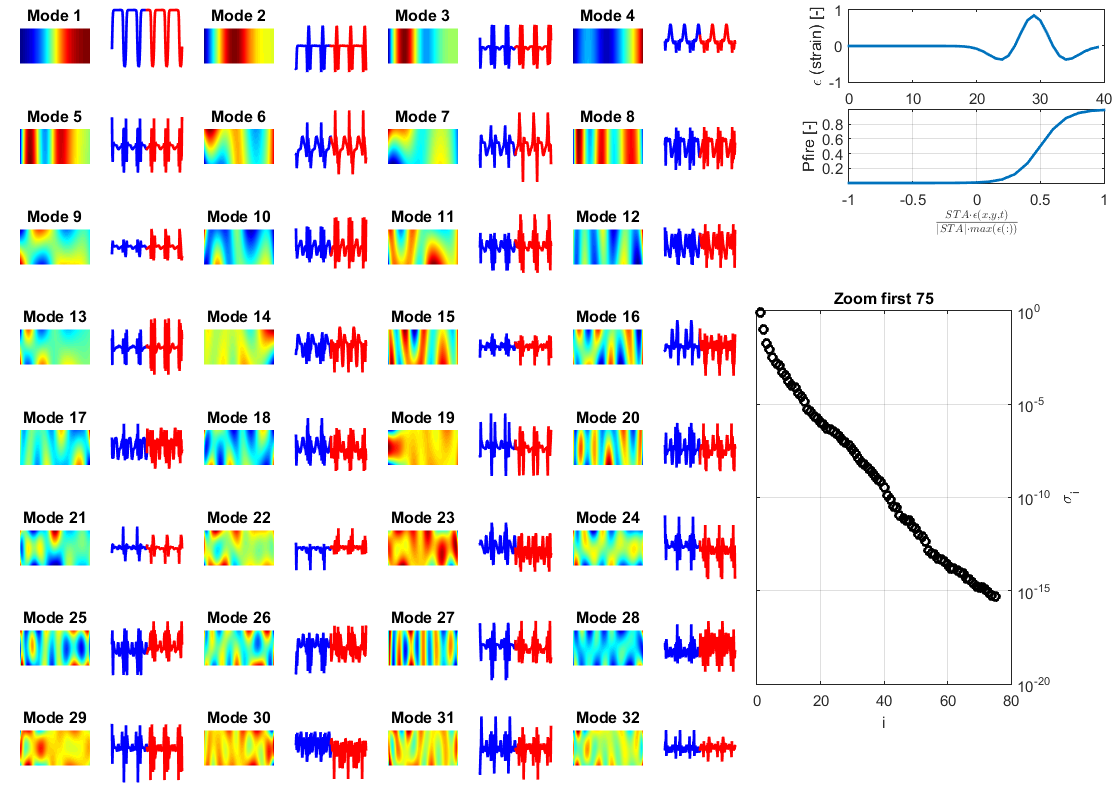 Mode 1 Mode 2 Mode 3 Mode 4
Mode 5 Mode 6 Mode 7 Mode 8
Mode 9 Mode 10 Mode 11 Mode 12
Mode 13 Mode 14 Mode 15 Mode 16
Mode 17 Mode 18 Mode 19 Mode 20
Mode 21 Mode 22 Mode 23 Mode 24
Mode 25 Mode 26 Mode 27 Mode 28
Mode 29 Mode 30 Mode 31 Mode 32
ϵ (strain) [-]
1
0
-1
0 10 20 30 40
Pfire [-]
0.8
0.6
0.4
0.2
-1 -0.5 0 0.5 1
STA·ϵ(x,y,t)
|STA|·max(ϵ(:))
Zoom first 75
10^0
10^-5
10^-10
10^-15
10^-20
σ_i
0 20 40 60 80
i